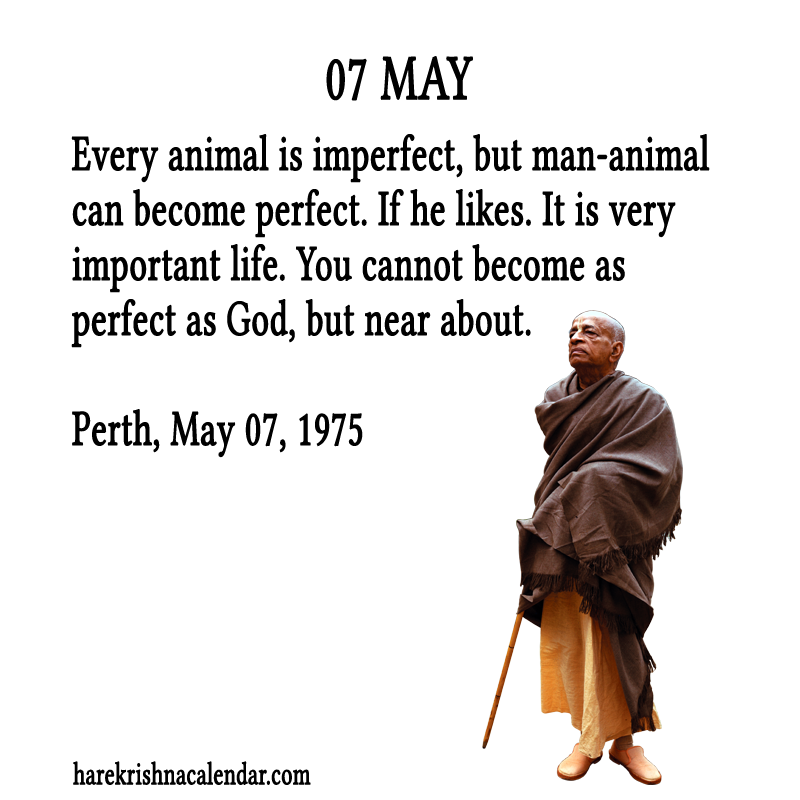 07 MAY
Every animal is imperfect, but man-animal
can become perfect. If he likes. It is very
important life. You cannot become as
perfect as God, but near about.
Perth, May 07, 1975
harekrishnacalendar.com